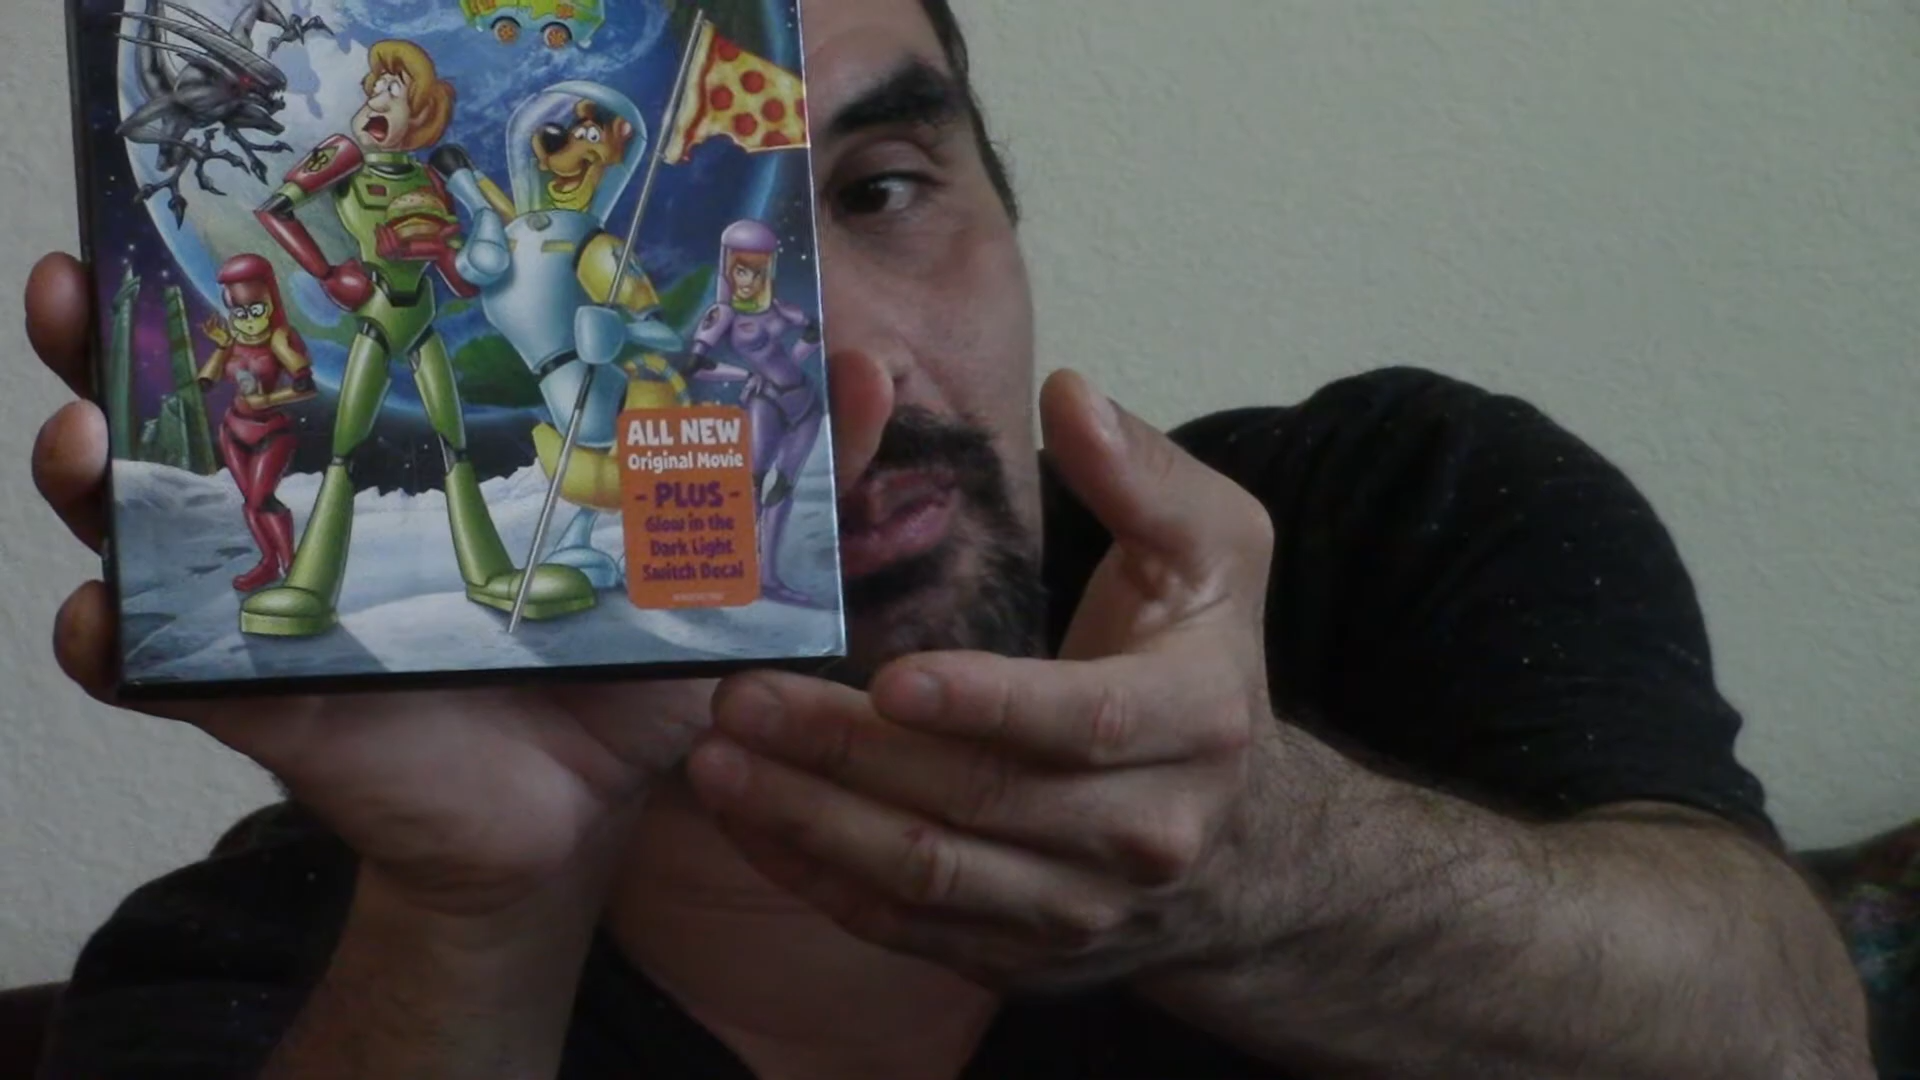 ALL NEW
Original Movie
- PLUS -
Glow in the
Dark Light
Switch Decal